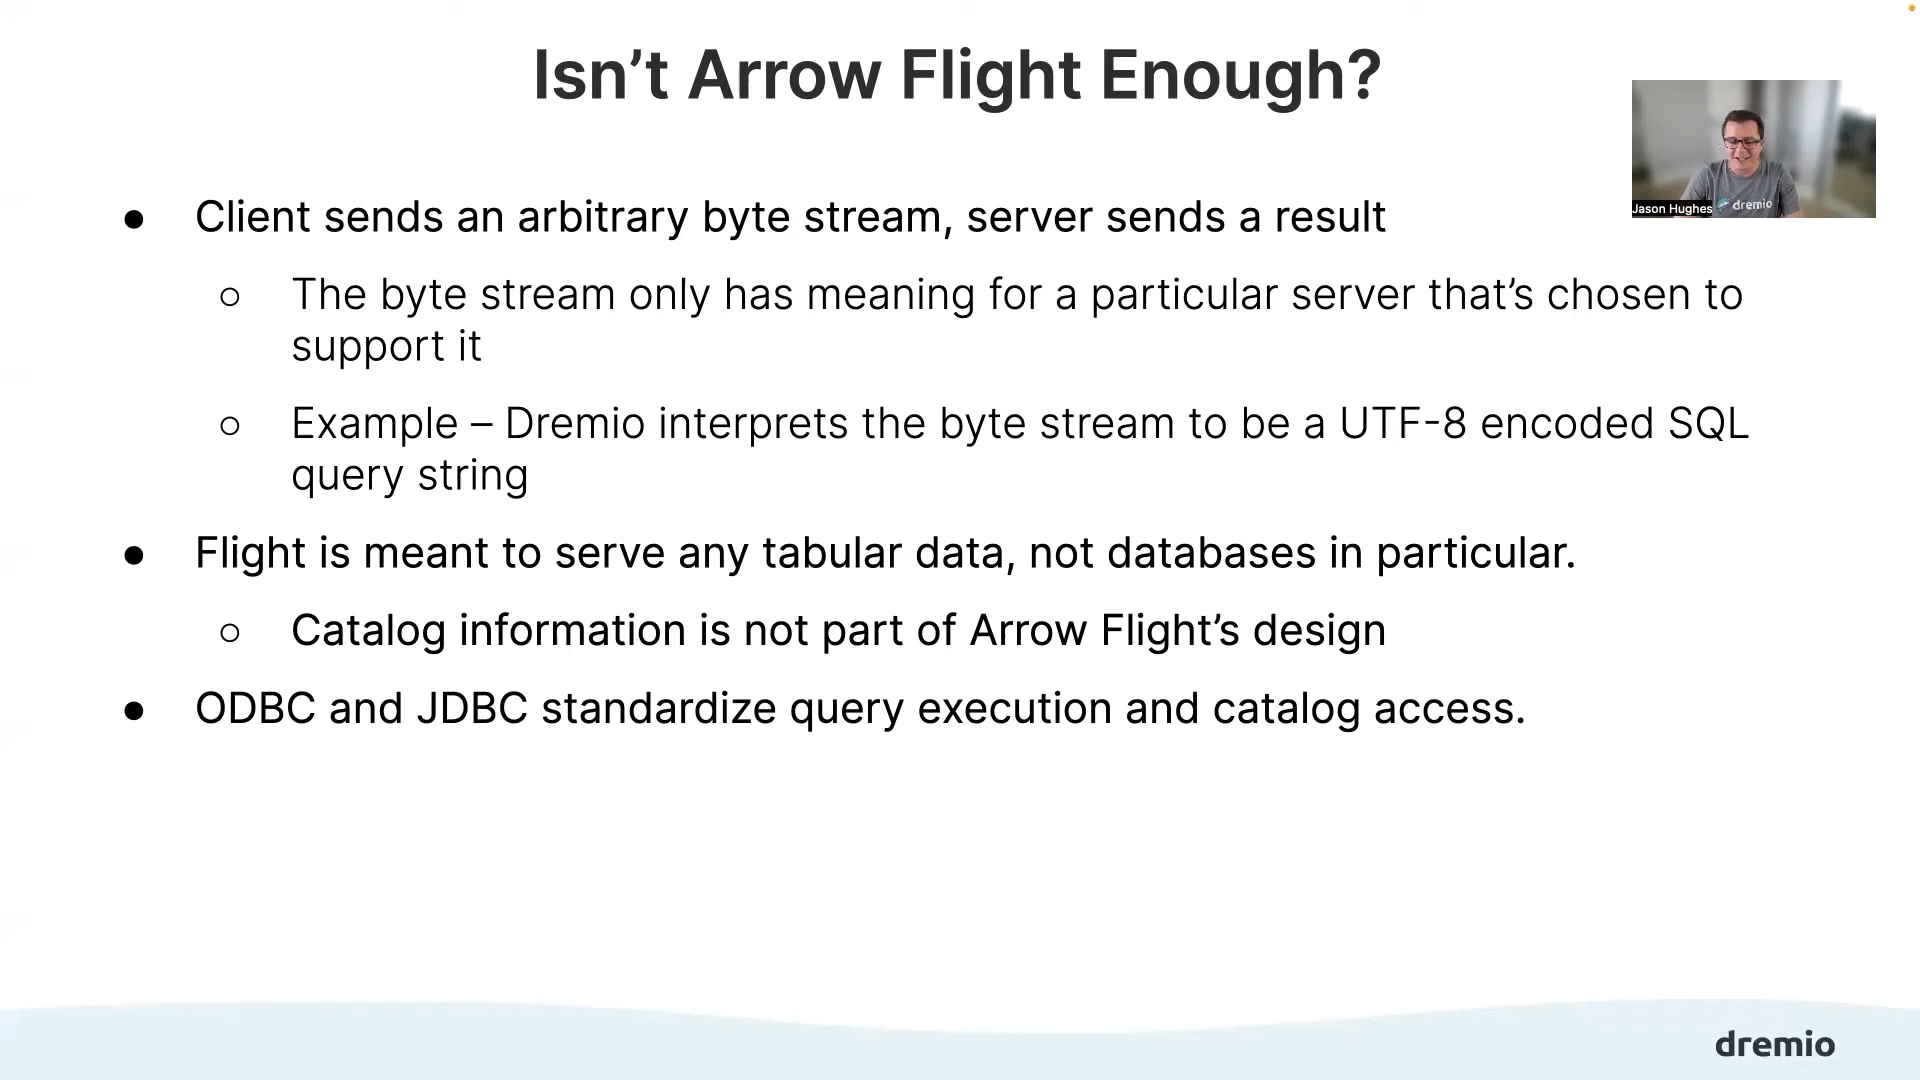 Isn’t Arrow Flight Enough?
● Client sends an arbitrary byte stream, server sends a result
○ The byte stream only has meaning for a particular server that’s chosen to
support it
○ Example – Dremio interprets the byte stream to be a UTF-8 encoded SQL
query string
● Flight is meant to serve any tabular data, not databases in particular.
○ Catalog information is not part of Arrow Flight’s design
● ODBC and JDBC standardize query execution and catalog access.
Jason Hughes
dremio
dremio